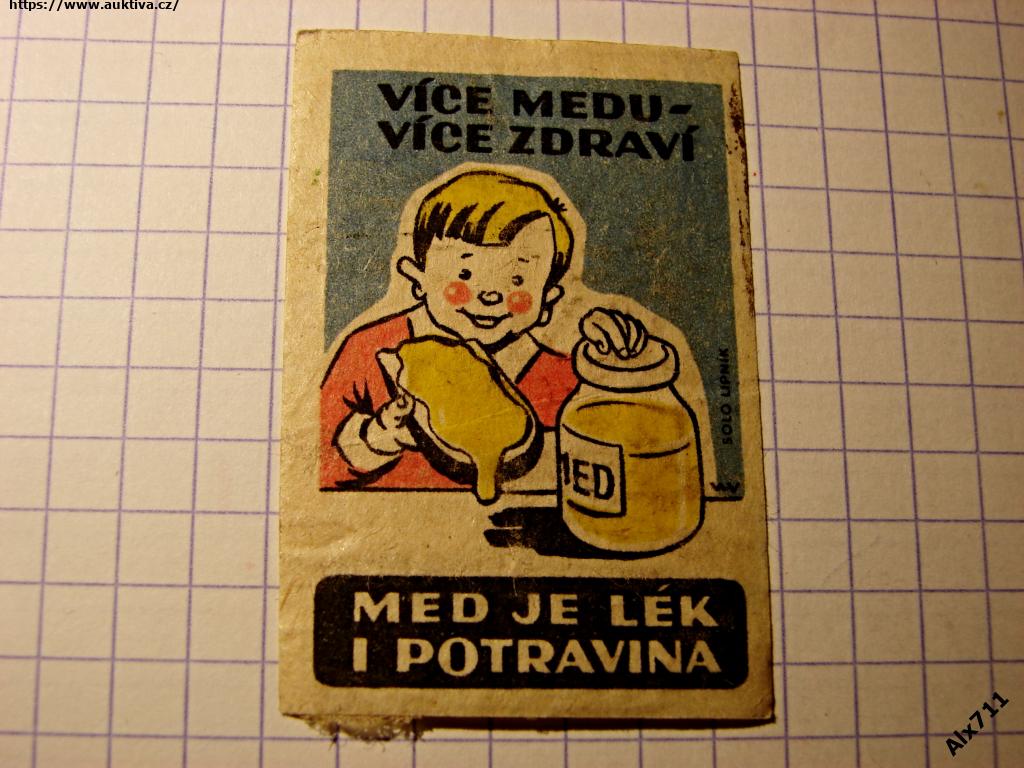 https://www.auktiva.cz/
VÍCE MEDU-
VÍCE ZDRAVÍ
SOLO LIPNÍK
MED
MED JE LÉK
I POTRAVINA
Alx711